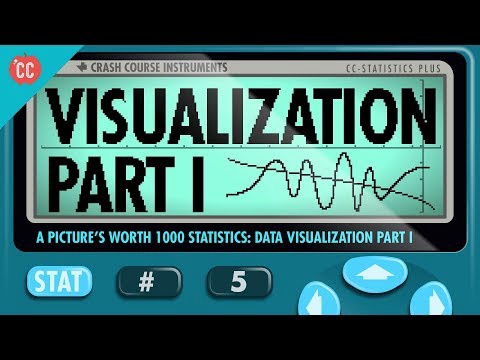 CC
CRASH COURSE INSTRUMENTS
CC-STATISTICS PLUS
VISUALIZATION
PART I
A PICTURE'S WORTH 1000 STATISTICS: DATA VISUALIZATION PART I
STAT
#
5